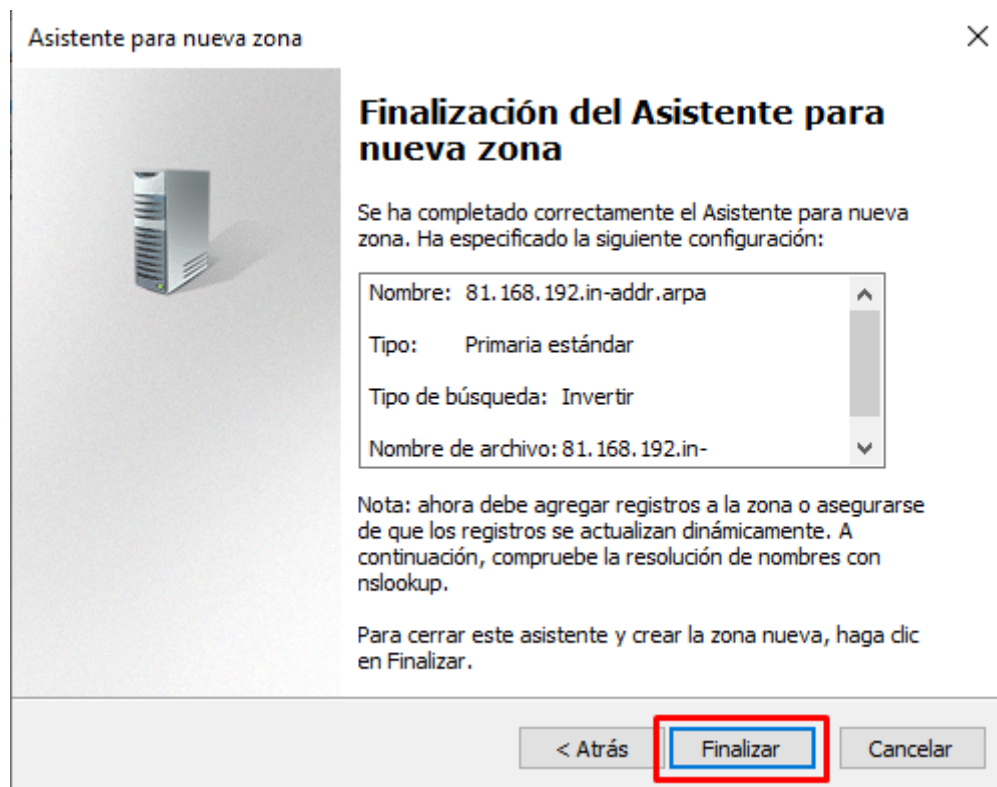 Asistente para nueva zona
Finalización del Asistente para
nueva zona
Se ha completado correctamente el Asistente para nueva
zona. Ha especificado la siguiente configuración:
Nombre: 81.168.192.in-addr.arpa
Tipo: Primaria estándar
Tipo de búsqueda: Invertir
Nombre de archivo: 81.168.192.in-
Nota: ahora debe agregar registros a la zona o asegurarse
de que los registros se actualizan dinámicamente. A
continuación, compruebe la resolución de nombres con
nslookup.
Para cerrar este asistente y crear la zona nueva, haga clic
en Finalizar.
< Atrás
Finalizar
Cancelar